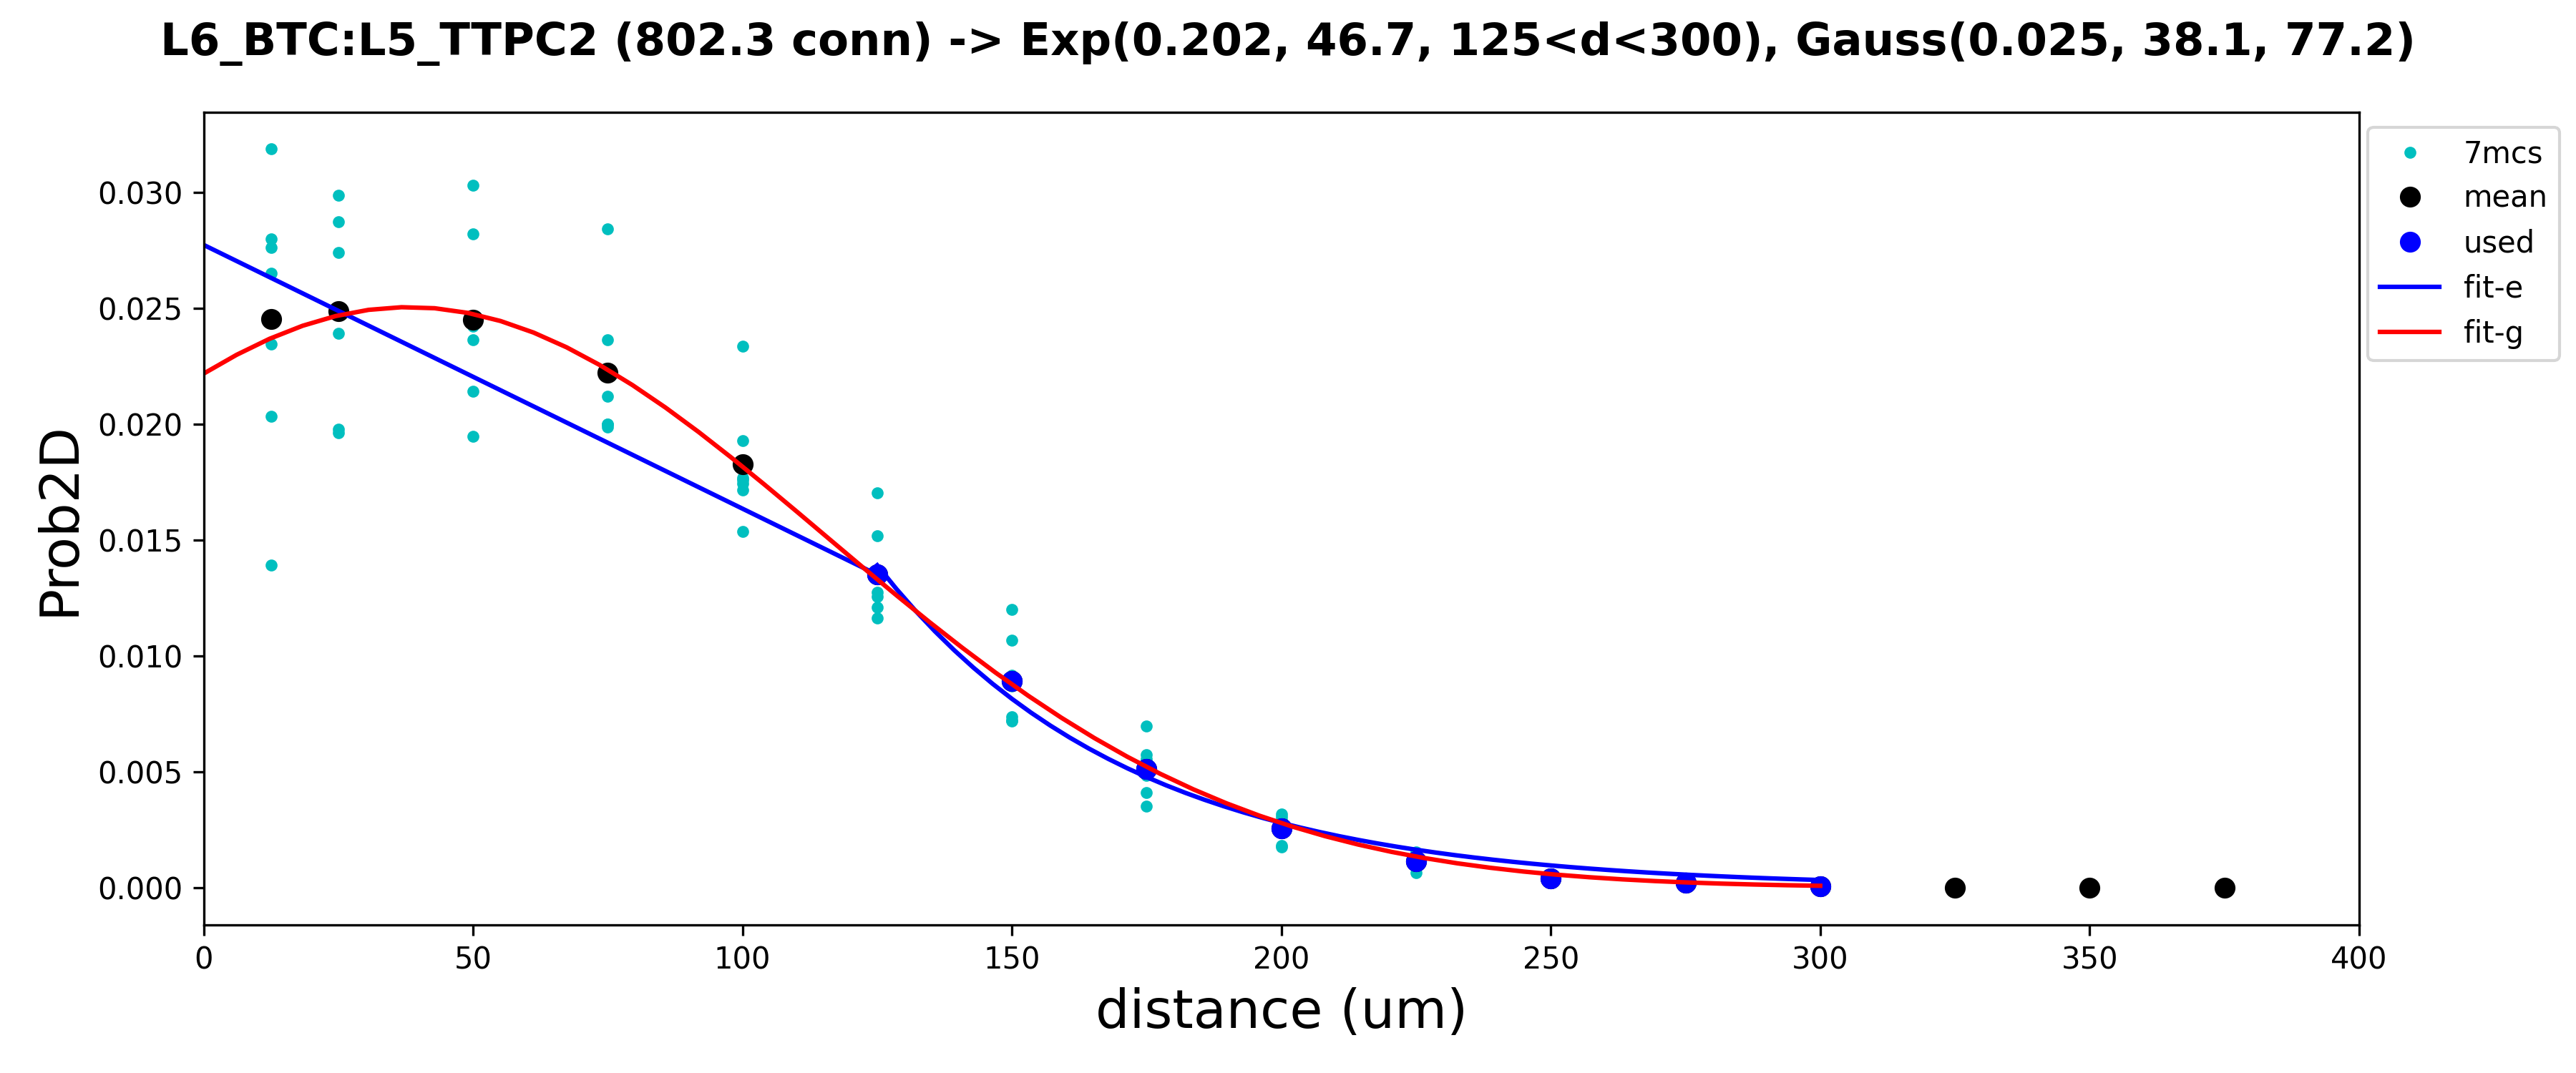 L6_BTC:L5_TTPC2 (802.3 conn) -> Exp(0.202, 46.7, 125<d<300), Gauss(0.025, 38.1, 77.2)
7mcs
mean
used
fit-e
fit-g
Prob2D
0.030
0.025
0.020
0.015
0.010
0.005
0.000
0 50 100 150 200 250 300 350 400
distance (um)